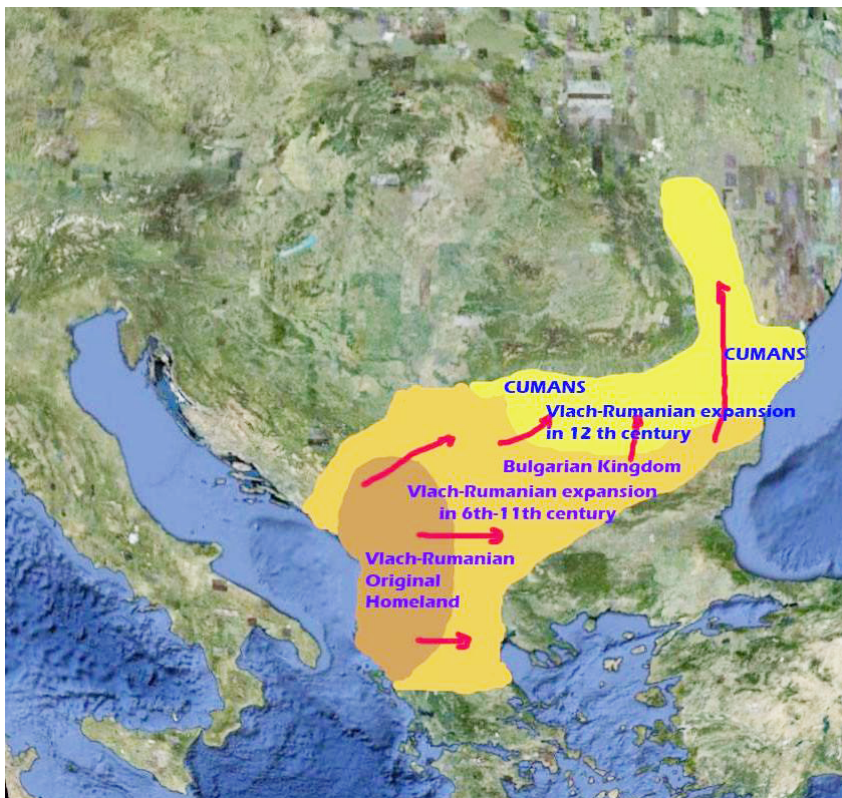 CUMANS
CUMANS
Vlach-Rumanian expansion
in 12 th century
Bulgarian Kingdom
Vlach-Rumanian expansion
in 6th-11th century
Vlach-Rumanian
Original
Homeland